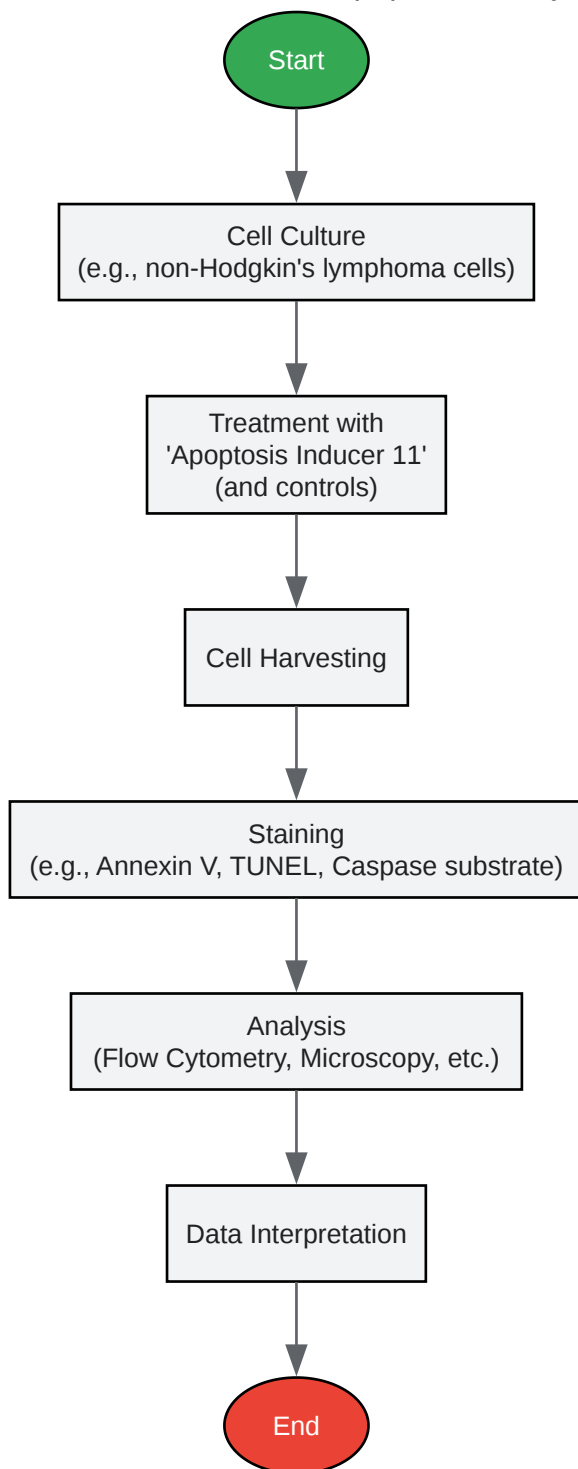 Start
Cell Culture
(e.g., non-Hodgkin's lymphoma cells)
Treatment with
'Apoptosis Inducer 11'
(and controls)
Cell Harvesting
Staining
(e.g., Annexin V, TUNEL, Caspase substrate)
Analysis
(Flow Cytometry, Microscopy, etc.)
Data Interpretation
End